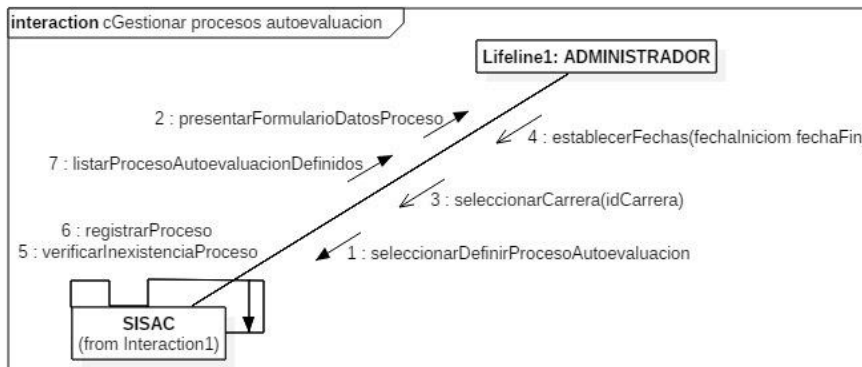 interaction cGestionar procesos autoevaluacion
Lifeline1: ADMINISTRADOR
2 : presentarFormularioDatosProceso
4 : establecerFechas(fechaIniciom fechaFin
7 : listarProcesoAutoevaluacionDefinidos
3 : seleccionarCarrera(idCarrera)
6 : registrarProceso
5 : verificarInexistenciaProceso
1 : seleccionarDefinirProcesoAutoevaluacion
SISAC
(from Interaction1)